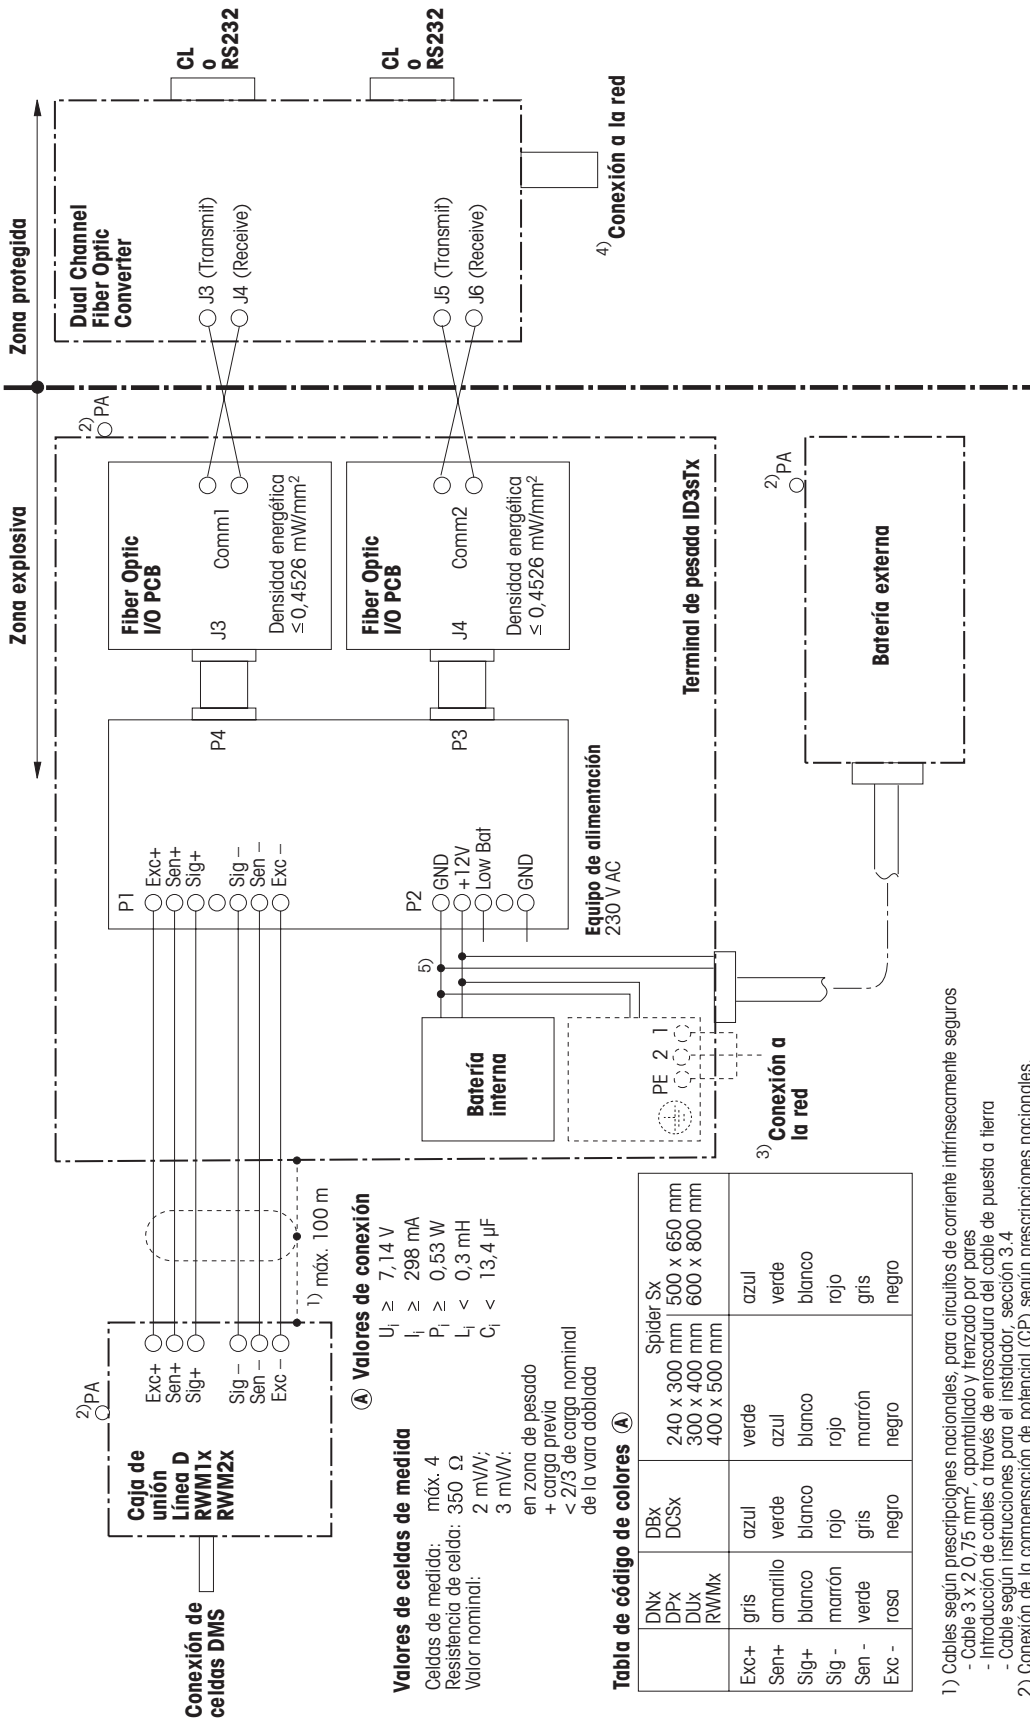 Zona explosiva
Zona protegida
Conexión de
celdas DMS
2) PA
Caja de
unión
Línea D
RWM1x
RWM2x
Exc+
Sen+
Sig+
Sig –
Sen –
Exc –
1) máx. 100 m
P1
Exc+
Sen+
Sig+
Sig –
Sen –
Exc –
P2
GND
+12V
Low Bat
GND
5)
P4
P3
Equipo de alimentación
230 V AC
Batería
interna
PE 2 1
3) Conexión a
la red
2) PA
Fiber Optic
I/O PCB
J3
Comm1
Densidad energética
≤ 0,4526 mW/mm²
Fiber Optic
I/O PCB
J4
Comm2
Densidad energética
≤ 0,4526 mW/mm²
Terminal de pesada ID3sTx
2) PA
Batería externa
Dual Channel
Fiber Optic
Converter
J3 (Transmit)
J4 (Receive)
J5 (Transmit)
J6 (Receive)
CL
o
RS232
CL
o
RS232
4) Conexión a la red
Valores de celdas de medida
Celdas de medida: máx. 4
Resistencia de celda: 350 Ω
Valor nominal: 2 mV/V;
3 mV/V:
en zona de pesado
+ carga previa
< 2/3 de carga nominal
de la vara doblada
Ⓐ Valores de conexión
Ui ≥ 7,14 V
Ii ≥ 298 mA
Pi ≥ 0,53 W
Li < 0,3 mH
Ci < 13,4 µF
Tabla de código de colores Ⓐ
DNx
DPx
DUx
RWMx
DBx
DCSx
Spider Sx
240 x 300 mm
300 x 400 mm
400 x 500 mm
500 x 650 mm
600 x 800 mm
Exc+ gris azul verde azul
Sen+ amarillo verde azul verde
Sig+ blanco blanco blanco blanco
Sig - marrón rojo rojo rojo
Sen - verde gris marrón gris
Exc - rosa negro negro negro
1) Cables según prescripciones nacionales, para circuitos de corriente intrínsecamente seguros
- Cable 3 x 2 0,75 mm², apantallado y trenzado por pares
- Introducción de cables a través de enroscadura del cable de puesta a tierra
- Cable según instrucciones para el instalador, sección 3.4
2) Conexión de la compensación de potencial (CP) según prescripciones nacionales.